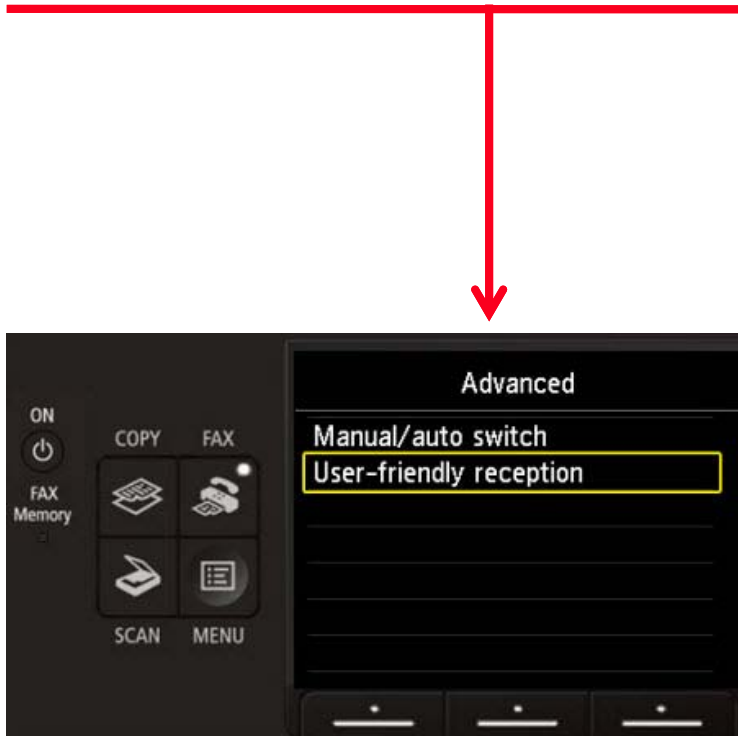 Advanced
ON
COPY FAX
Manual/auto switch
User-friendly reception
FAX
Memory
SCAN MENU